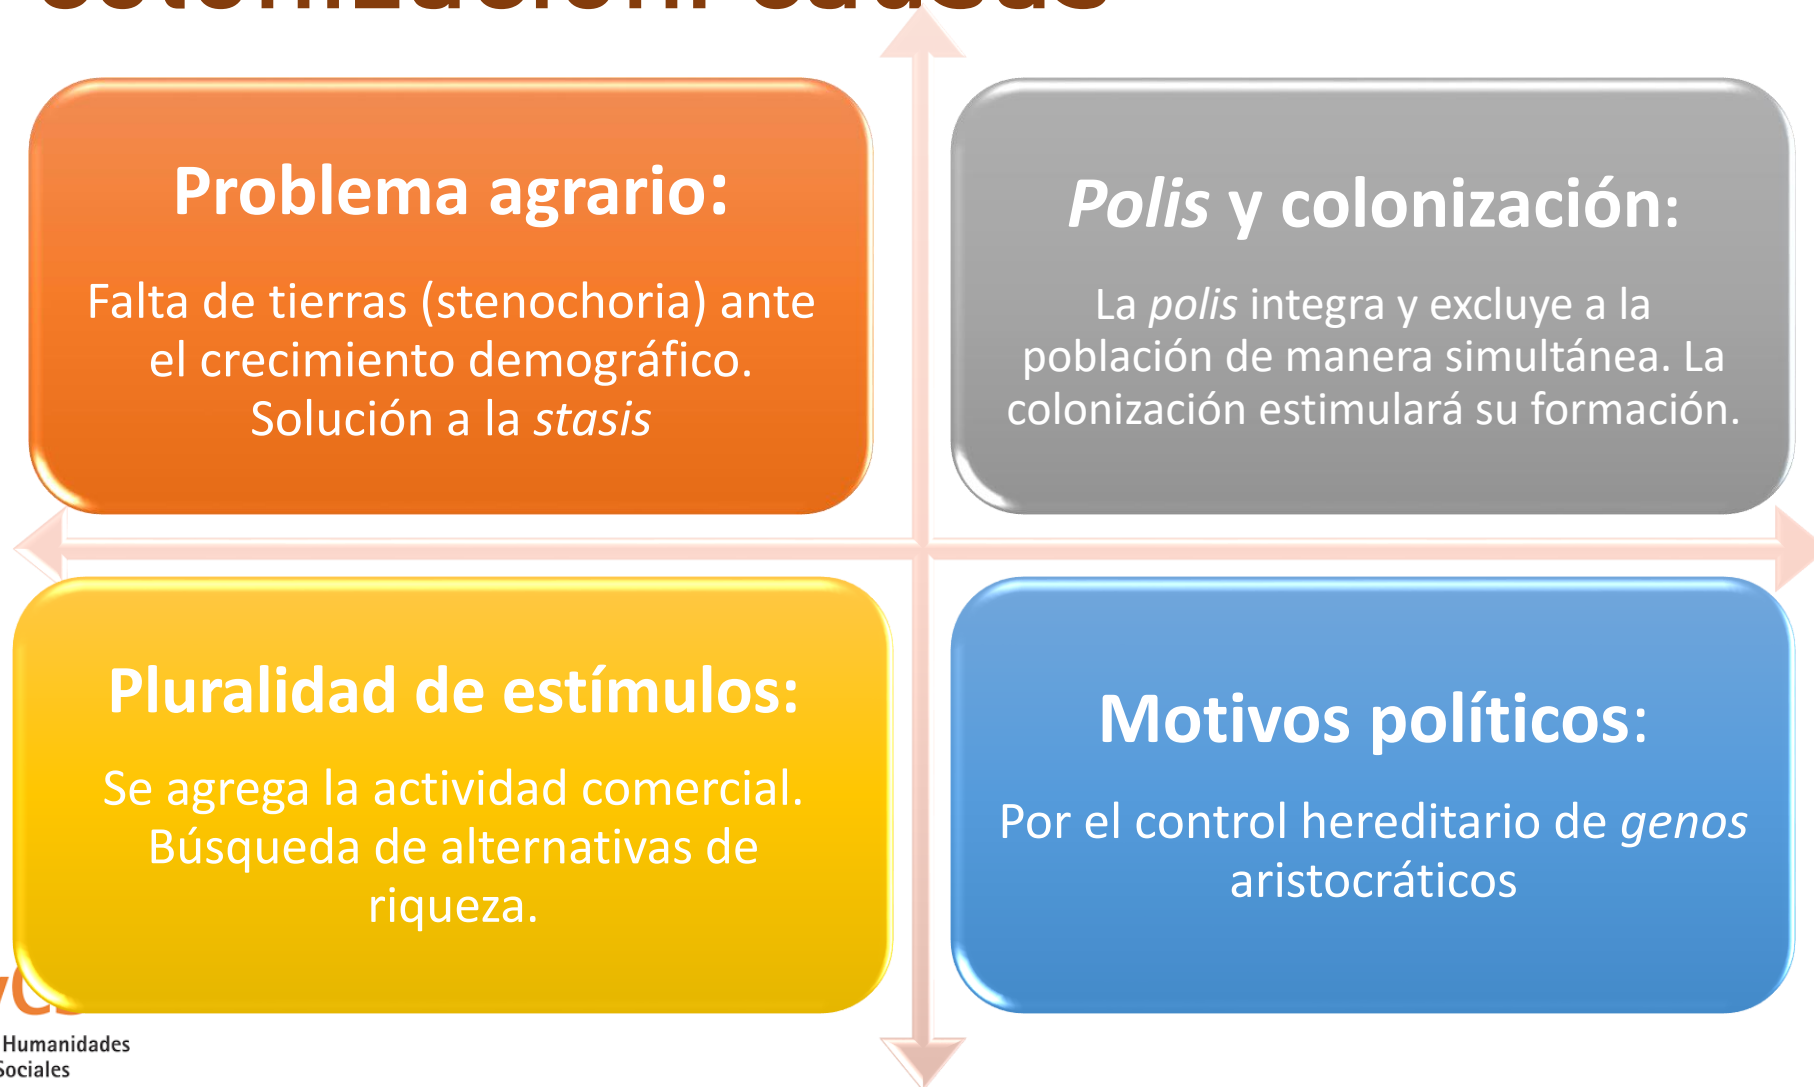 colonización: causas
Problema agrario:
Falta de tierras (stenochoria) ante
el crecimiento demográfico.
Solución a la stasis
Polis y colonización:
La polis integra y excluye a la
población de manera simultánea. La
colonización estimulará su formación.
Pluralidad de estímulos:
Se agrega la actividad comercial.
Búsqueda de alternativas de
riqueza.
Motivos políticos:
Por el control hereditario de genos
aristocráticos
Humanidades
Sociales